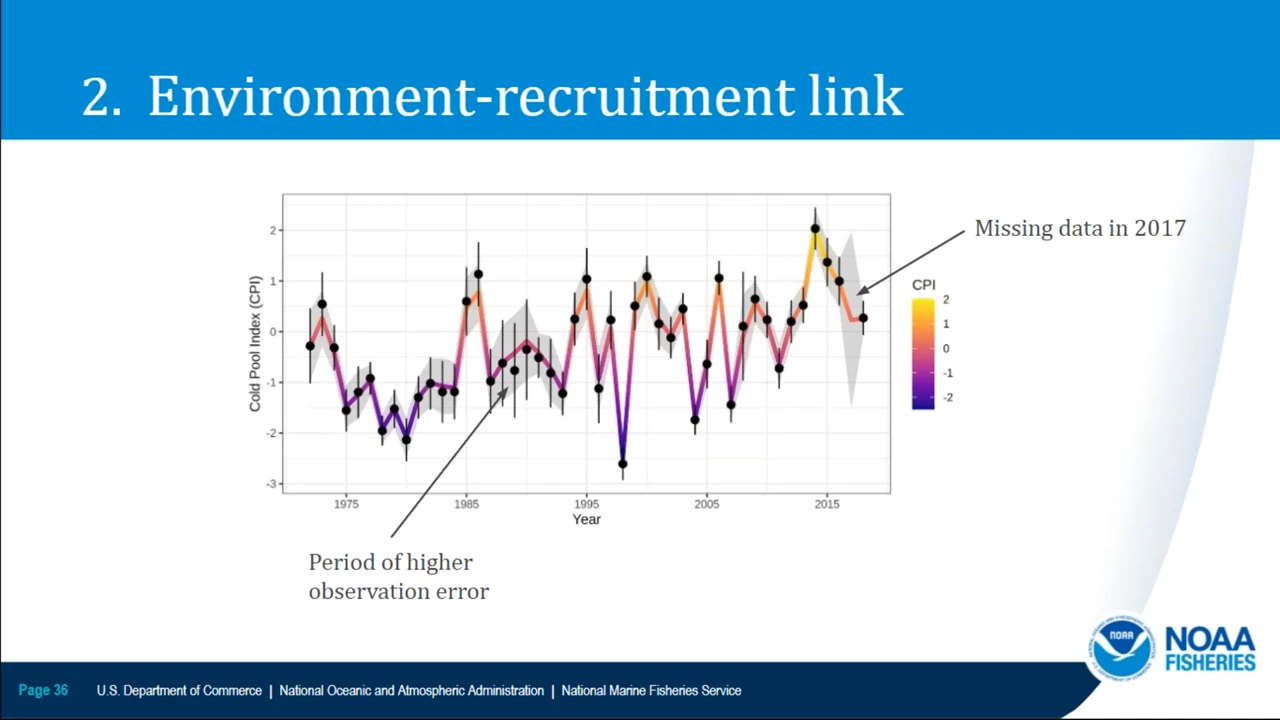 2. Environment-recruitment link
Missing data in 2017
Cold Pool Index (CPI)
2
1
0
-1
-2
-3
1975
1985
1995
2005
2015
Year
CPI
2
1
0
-1
-2
Period of higher
observation error
NOAA
NOAA
FISHERIES
Page 36
U.S. Department of Commerce | National Oceanic and Atmospheric Administration | National Marine Fisheries Service